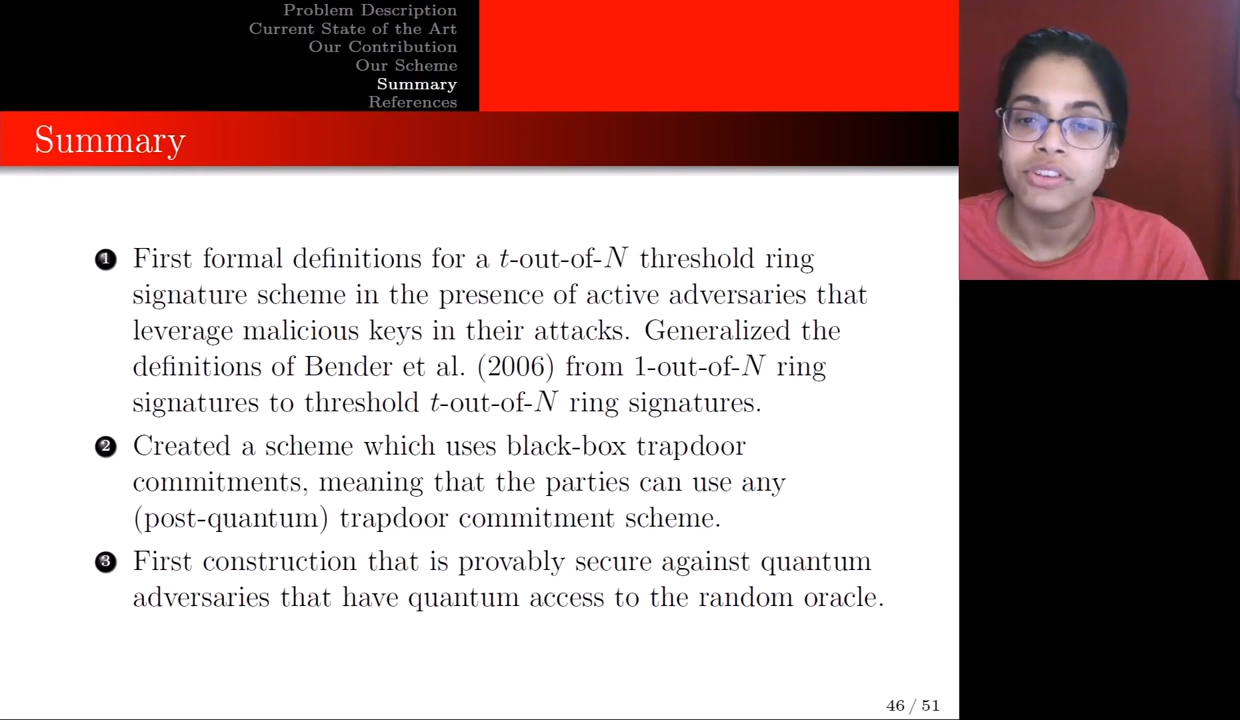 Problem Description
Current State of the Art
Our Contribution
Our Scheme
Summary
References
Summary
1 First formal definitions for a t-out-of-N threshold ring
signature scheme in the presence of active adversaries that
leverage malicious keys in their attacks. Generalized the
definitions of Bender et al. (2006) from 1-out-of-N ring
signatures to threshold t-out-of-N ring signatures.
2 Created a scheme which uses black-box trapdoor
commitments, meaning that the parties can use any
(post-quantum) trapdoor commitment scheme.
3 First construction that is provably secure against quantum
adversaries that have quantum access to the random oracle.
46 / 51